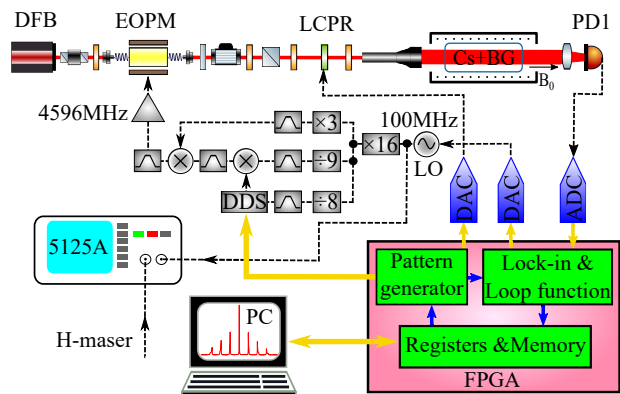 DFB
EOPM
LCPR
PD1
Cs+BG
B0
4596MHz
100MHz
×3
×16
LO
÷9
÷8
DDS
DAC
DAC
ADC
5125A
Pattern
generator
Lock-in &
Loop function
PC
H-maser
Registers &Memory
FPGA